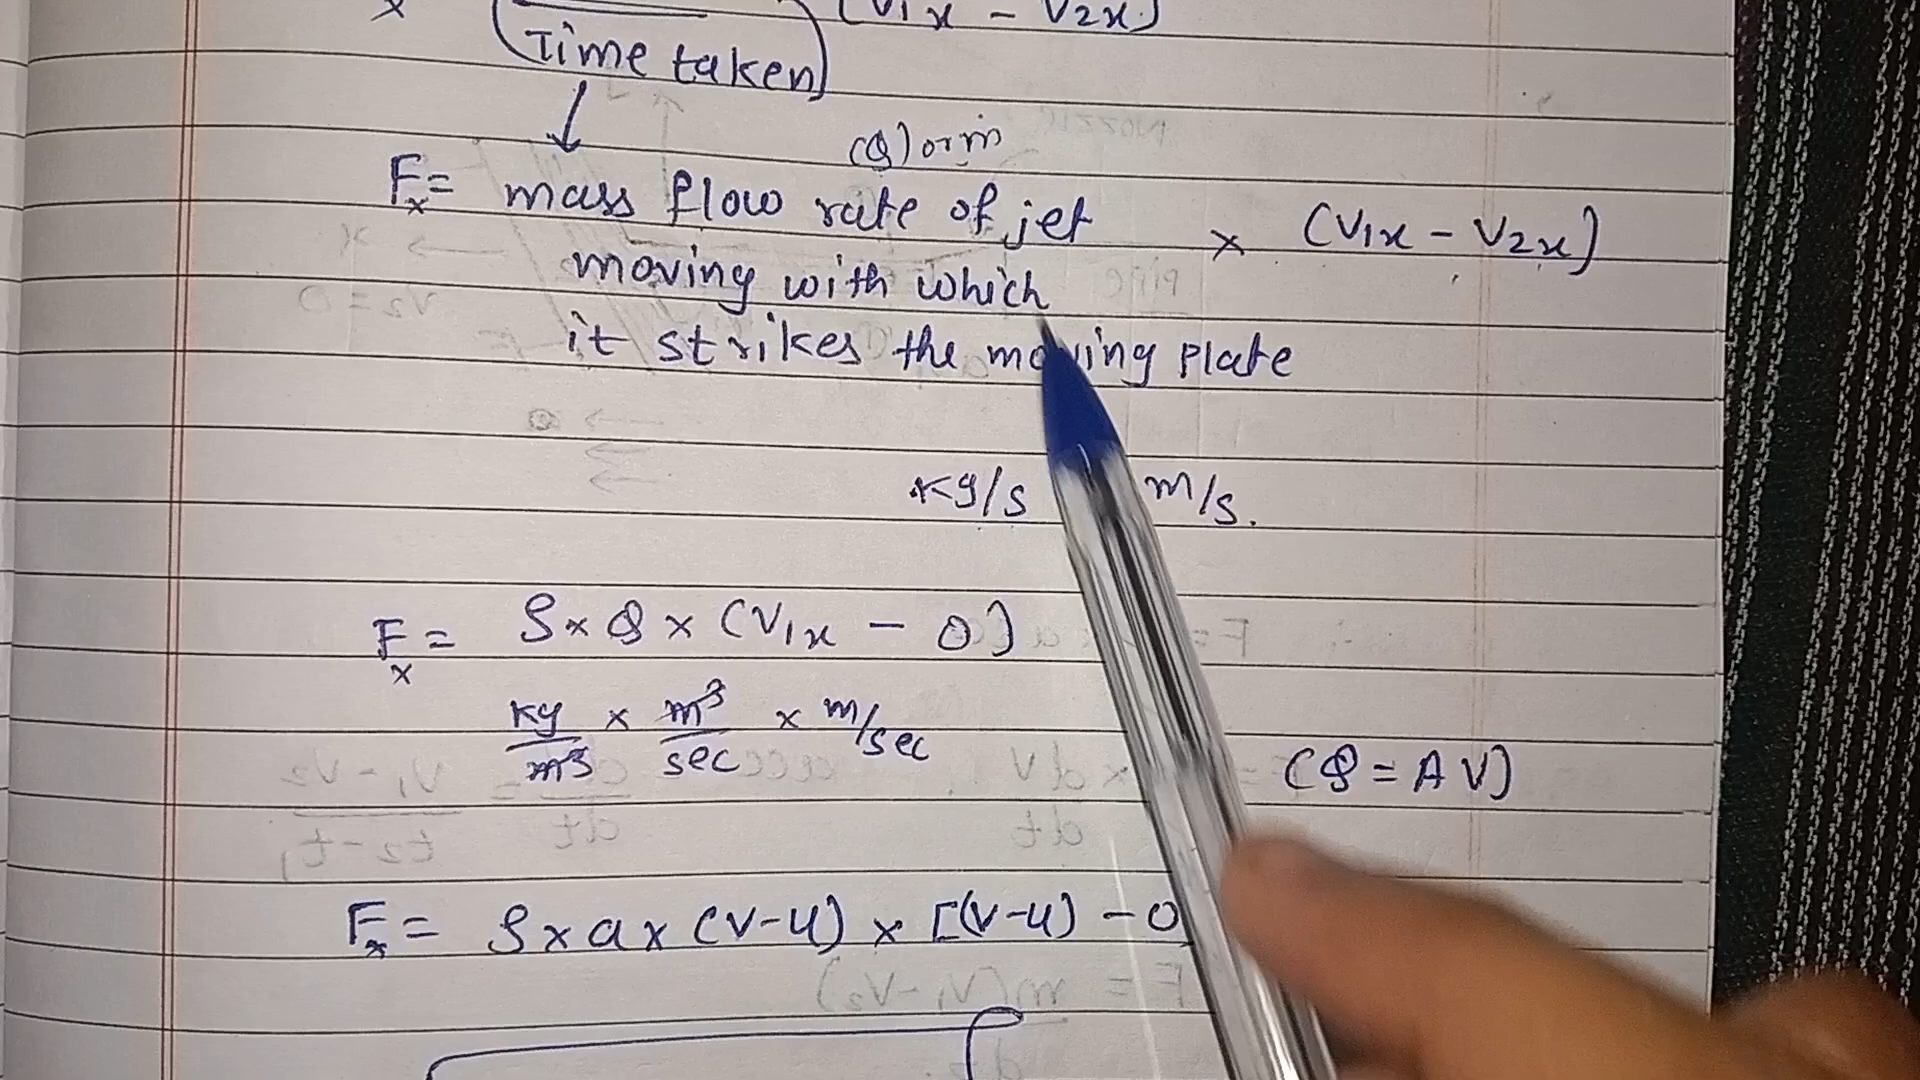 x (V1x - V2x)
Time taken
↓ (Q) or ṁ
Fx = mass flow rate of jet x (V1x - V2x)
moving with which
it strikes the moving Plate
Kg/s m/s.
Fx = ρ x Q x (V1x - 0)
Kg/m³ x m³/sec x m/sec
(Q = A V)
Fx = ρ x a x (V-u) x [(V-u) - 0